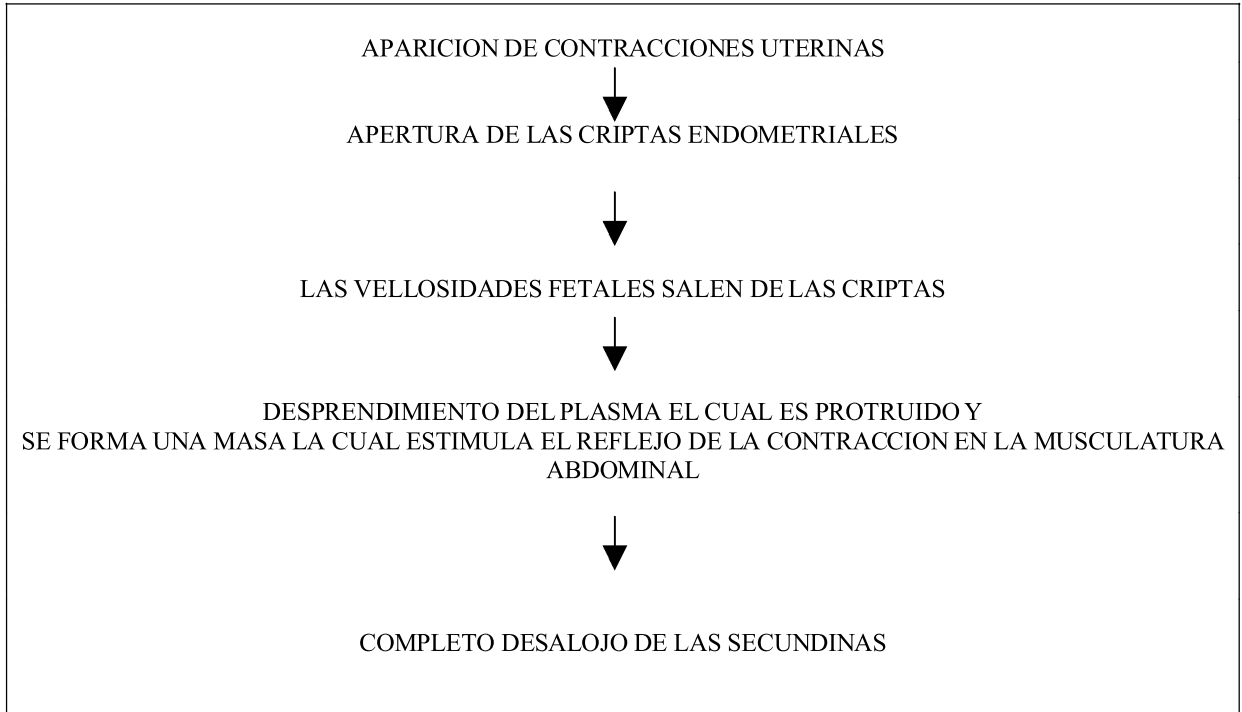 APARICION DE CONTRACCIONES UTERINAS
APERTURA DE LAS CRIPTAS ENDOMETRIALES
LAS VELLOSIDADES FETALES SALEN DE LAS CRIPTAS
DESPRENDIMIENTO DEL PLASMA EL CUAL ES PROTRUIDO Y
SE FORMA UNA MASA LA CUAL ESTIMULA EL REFLEJO DE LA CONTRACCION EN LA MUSCULATURA
ABDOMINAL
COMPLETO DESALOJO DE LAS SECUNDINAS